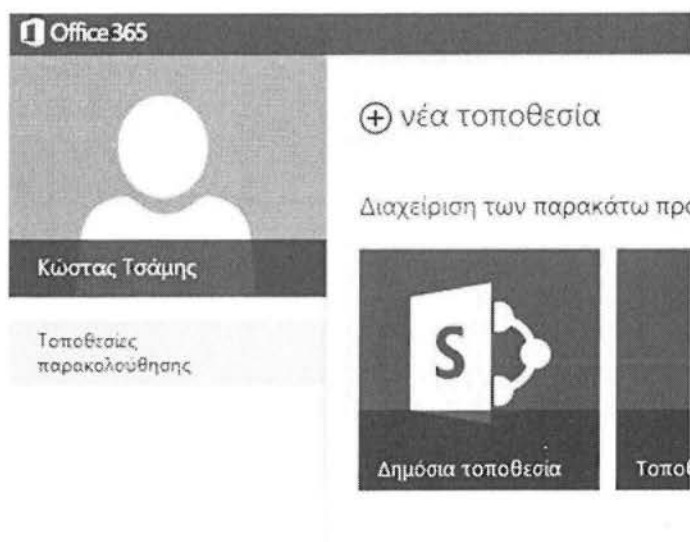 Office 365
Κώστας Τσάμης
Τοποθεσίες
παρακολούθησης
νέα τοποθεσία
Διαχείριση των παρακάτω
S
Δημόσια τοποθεσία